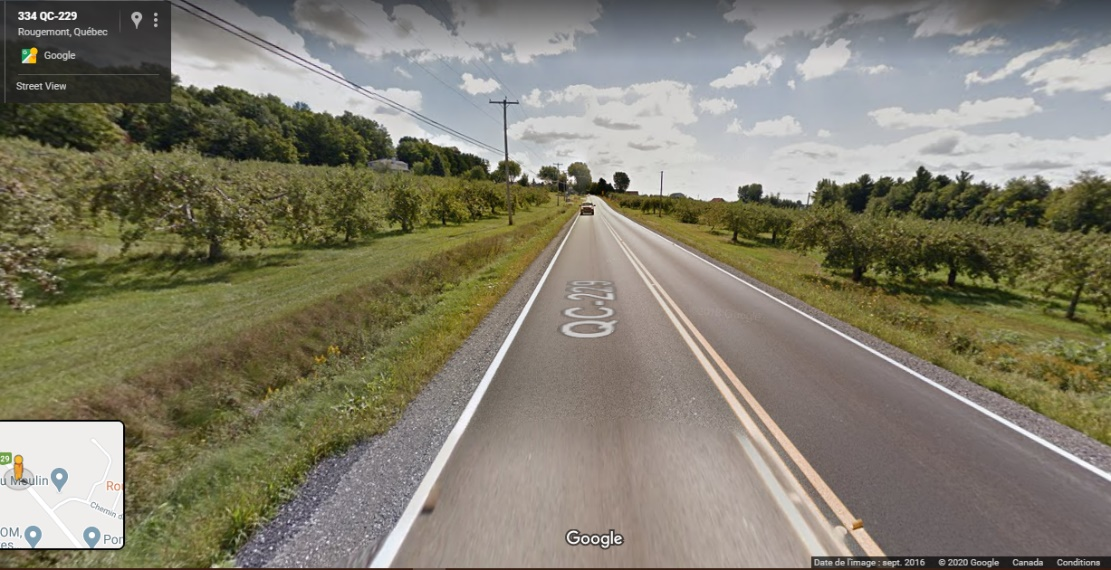 334 QC-229
Rougemont, Québec
Google
Street View
QC-229
29
u Moulin
Chemin d
Google
Date de l'image : sept. 2016 © 2020 Google Canada Conditions